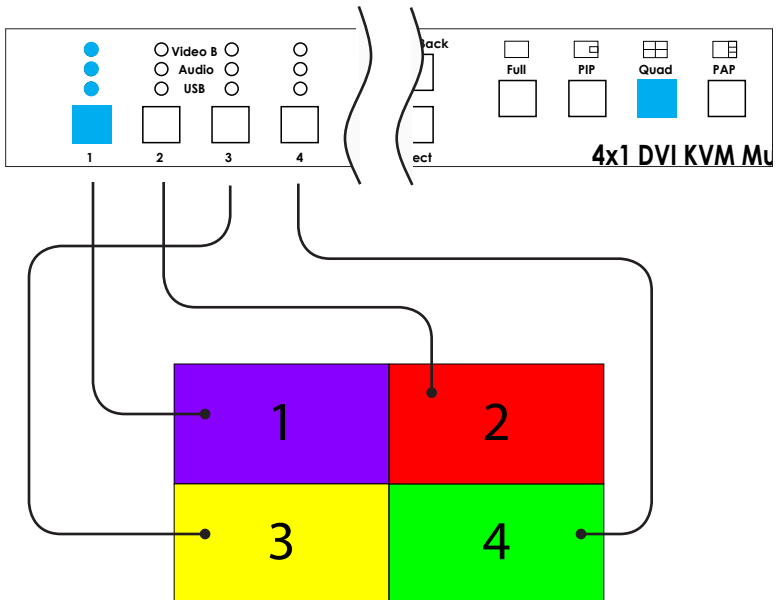 Video B
Audio
USB
1 2 3 4
Back
ect
Full PIP Quad PAP
4x1 DVI KVM Mu
1 2
3 4